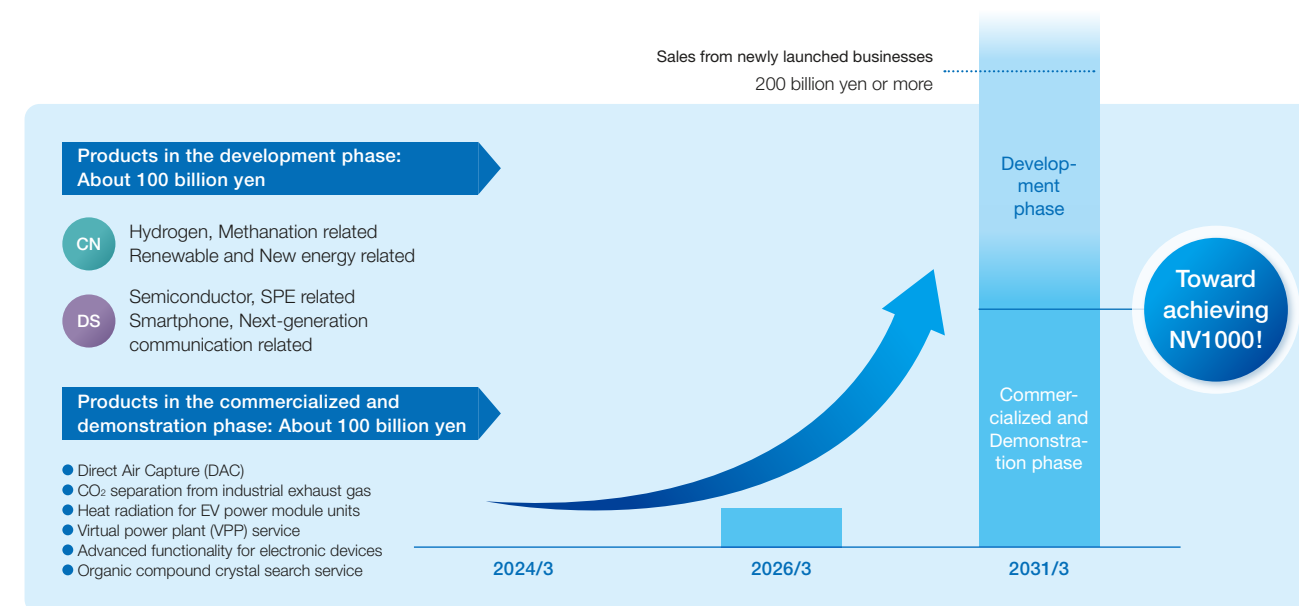 Sales from newly launched businesses
200 billion yen or more
Products in the development phase:
About 100 billion yen
CN
Hydrogen, Methanation related
Renewable and New energy related
DS
Semiconductor, SPE related
Smartphone, Next-generation
communication related
Products in the commercialized and
demonstration phase: About 100 billion yen
Direct Air Capture (DAC)
CO₂ separation from industrial exhaust gas
Heat radiation for EV power module units
Virtual power plant (VPP) service
Advanced functionality for electronic devices
Organic compound crystal search service
Develop-
ment
phase
Commer-
cialized and
Demonstra-
tion phase
Toward
achieving
NV1000!
2024/3
2026/3
2031/3